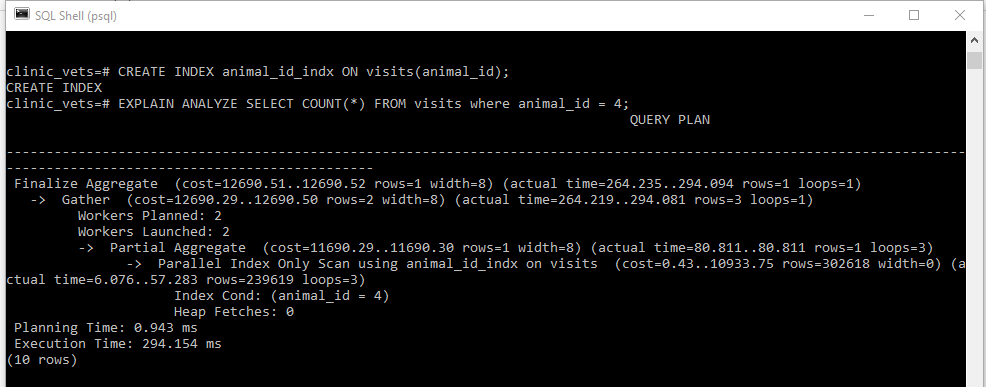 SQL Shell (psql)
clinic_vets=# CREATE INDEX animal_id_indx ON visits(animal_id);
CREATE INDEX
clinic_vets=# EXPLAIN ANALYZE SELECT COUNT(*) FROM visits where animal_id = 4;
QUERY PLAN
------------------------------------------------------------------------------------------------------------------------
----------------------------------------------
Finalize Aggregate  (cost=12690.51..12690.52 rows=1 width=8) (actual time=264.235..294.094 rows=1 loops=1)
->  Gather  (cost=12690.29..12690.50 rows=2 width=8) (actual time=264.219..294.081 rows=3 loops=1)
Workers Planned: 2
Workers Launched: 2
->  Partial Aggregate  (cost=11690.29..11690.30 rows=1 width=8) (actual time=80.811..80.811 rows=1 loops=3)
->  Parallel Index Only Scan using animal_id_indx on visits  (cost=0.43..10933.75 rows=302618 width=0) (a
ctual time=6.076..57.283 rows=239619 loops=3)
Index Cond: (animal_id = 4)
Heap Fetches: 0
Planning Time: 0.943 ms
Execution Time: 294.154 ms
(10 rows)